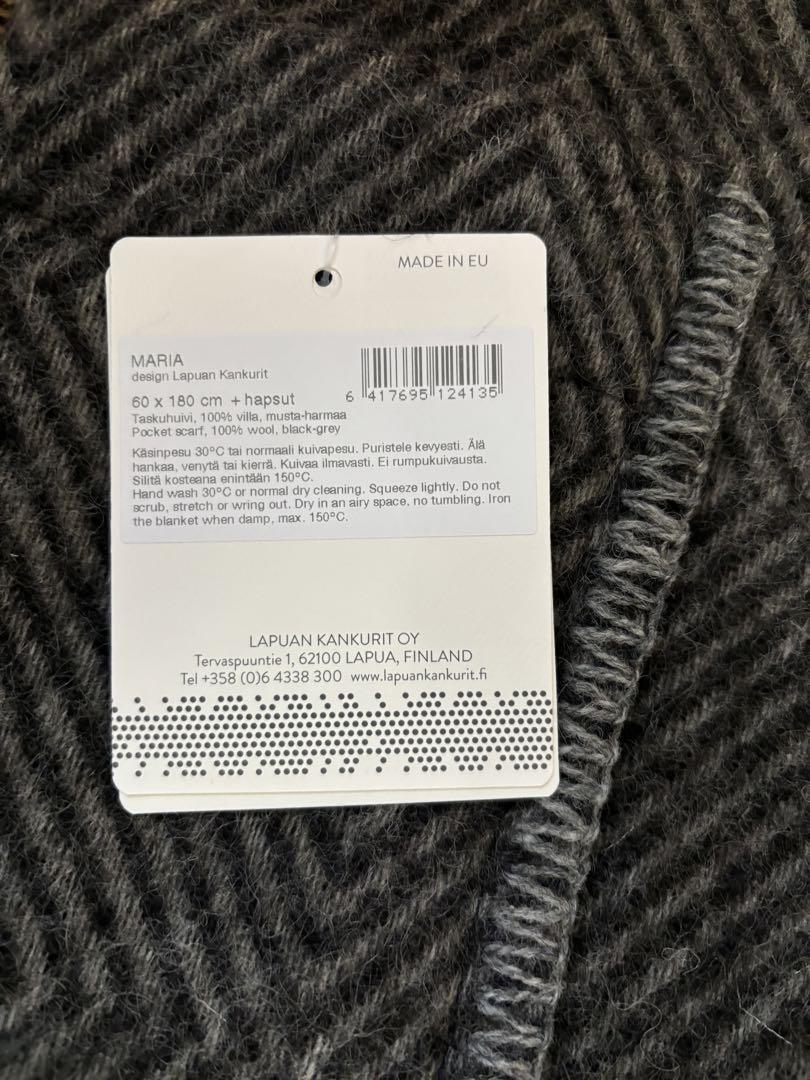 MADE IN EU
MARIA
design Lapuan Kankurit
60 x 180 cm + hapsut
6 417695 124135
Taskuhuivi, 100% villa, musta-harmaa
Pocket scarf, 100% wool, black-grey
Käsinpesu 30°C tai normaali kuivapesu. Puristele kevyesti. Älä
hankaa, venytä tai kierrä. Kuivaa ilmavasti. Ei rumpukuivausta.
Silitä kosteana enintään 150°C.
Hand wash 30°C or normal dry cleaning. Squeeze lightly. Do not
scrub, stretch or wring out. Dry in an airy space, no tumbling. Iron
the blanket when damp, max. 150°C.
LAPUAN KANKURIT OY
Tervaspuuntie 1, 62100 LAPUA, FINLAND
Tel +358 (0)6 4338 300 www.lapuankankurit.fi